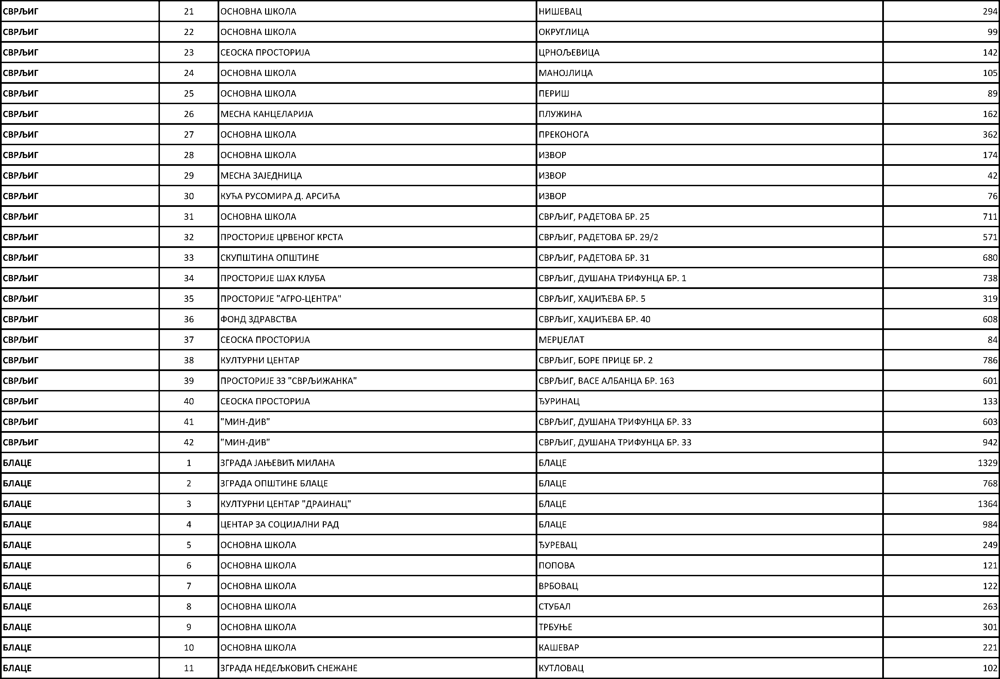 СВРЉИГ 21 ОСНОВНА ШКОЛА НИШЕВАЦ 294
СВРЉИГ 22 ОСНОВНА ШКОЛА ОКРУГЛИЦА 99
СВРЉИГ 23 СЕОСКА ПРОСТОРИЈА ЦРНОЉЕВИЦА 142
СВРЉИГ 24 ОСНОВНА ШКОЛА МАНОЈЛИЦА 105
СВРЉИГ 25 ОСНОВНА ШКОЛА ПЕРИШ 89
СВРЉИГ 26 МЕСНА КАНЦЕЛАРИЈА ПЛУЖИНА 162
СВРЉИГ 27 ОСНОВНА ШКОЛА ПРЕКОНОГА 362
СВРЉИГ 28 ОСНОВНА ШКОЛА ИЗВОР 174
СВРЉИГ 29 МЕСНА ЗАЈЕДНИЦА ИЗВОР 42
СВРЉИГ 30 КУЋА РУСОМИРА Д. АРСИЋА ИЗВОР 76
СВРЉИГ 31 ОСНОВНА ШКОЛА СВРЉИГ, РАДЕТОВА БР. 25 711
СВРЉИГ 32 ПРОСТОРИЈЕ ЦРВЕНОГ КРСТА СВРЉИГ, РАДЕТОВА БР. 29/2 571
СВРЉИГ 33 СКУПШТИНА ОПШТИНЕ СВРЉИГ, РАДЕТОВА БР. 31 680
СВРЉИГ 34 ПРОСТОРИЈЕ ШАХ КЛУБА СВРЉИГ, ДУШАНА ТРИФУНЦА БР. 1 738
СВРЉИГ 35 ПРОСТОРИЈЕ "АГРО-ЦЕНТРА" СВРЉИГ, ХАЏИЋЕВА БР. 5 319
СВРЉИГ 36 ФОНД ЗДРАВСТВА СВРЉИГ, ХАЏИЋЕВА БР. 40 608
СВРЉИГ 37 СЕОСКА ПРОСТОРИЈА МЕРЏЕЛАТ 84
СВРЉИГ 38 КУЛТУРНИ ЦЕНТАР СВРЉИГ, БОРЕ ПРИЦЕ БР. 2 786
СВРЉИГ 39 ПРОСТОРИЈЕ ЗЗ "СВРЉИЖАНКА" СВРЉИГ, ВАСЕ АЛБАНЦА БР. 163 601
СВРЉИГ 40 СЕОСКА ПРОСТОРИЈА ЂУРИНАЦ 133
СВРЉИГ 41 "МИН-ДИВ" СВРЉИГ, ДУШАНА ТРИФУНЦА БР. 33 603
СВРЉИГ 42 "МИН-ДИВ" СВРЉИГ, ДУШАНА ТРИФУНЦА БР. 33 942
БЛАЦЕ 1 ЗГРАДА ЈАЊЕВИЋ МИЛАНА БЛАЦЕ 1329
БЛАЦЕ 2 ЗГРАДА ОПШТИНЕ БЛАЦЕ БЛАЦЕ 768
БЛАЦЕ 3 КУЛТУРНИ ЦЕНТАР "ДРАИНАЦ" БЛАЦЕ 1364
БЛАЦЕ 4 ЦЕНТАР ЗА СОЦИЈАЛНИ РАД БЛАЦЕ 984
БЛАЦЕ 5 ОСНОВНА ШКОЛА ЂУРЕВАЦ 249
БЛАЦЕ 6 ОСНОВНА ШКОЛА ПОПОВА 121
БЛАЦЕ 7 ОСНОВНА ШКОЛА ВРБОВАЦ 122
БЛАЦЕ 8 ОСНОВНА ШКОЛА СТУБАЛ 263
БЛАЦЕ 9 ОСНОВНА ШКОЛА ТРБУЊЕ 301
БЛАЦЕ 10 ОСНОВНА ШКОЛА КАШЕВАР 221
БЛАЦЕ 11 ЗГРАДА НЕДЕЉКОВИЋ СНЕЖАНЕ КУТЛОВАЦ 102